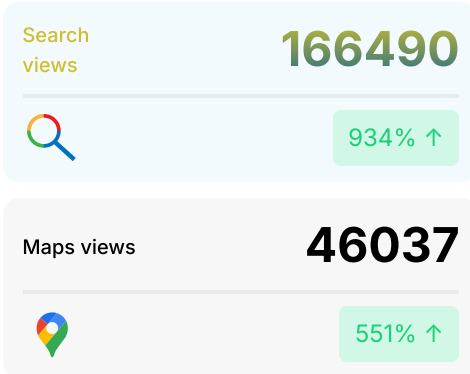 Search
views
166490
934% ↑
Maps views
46037
551% ↑